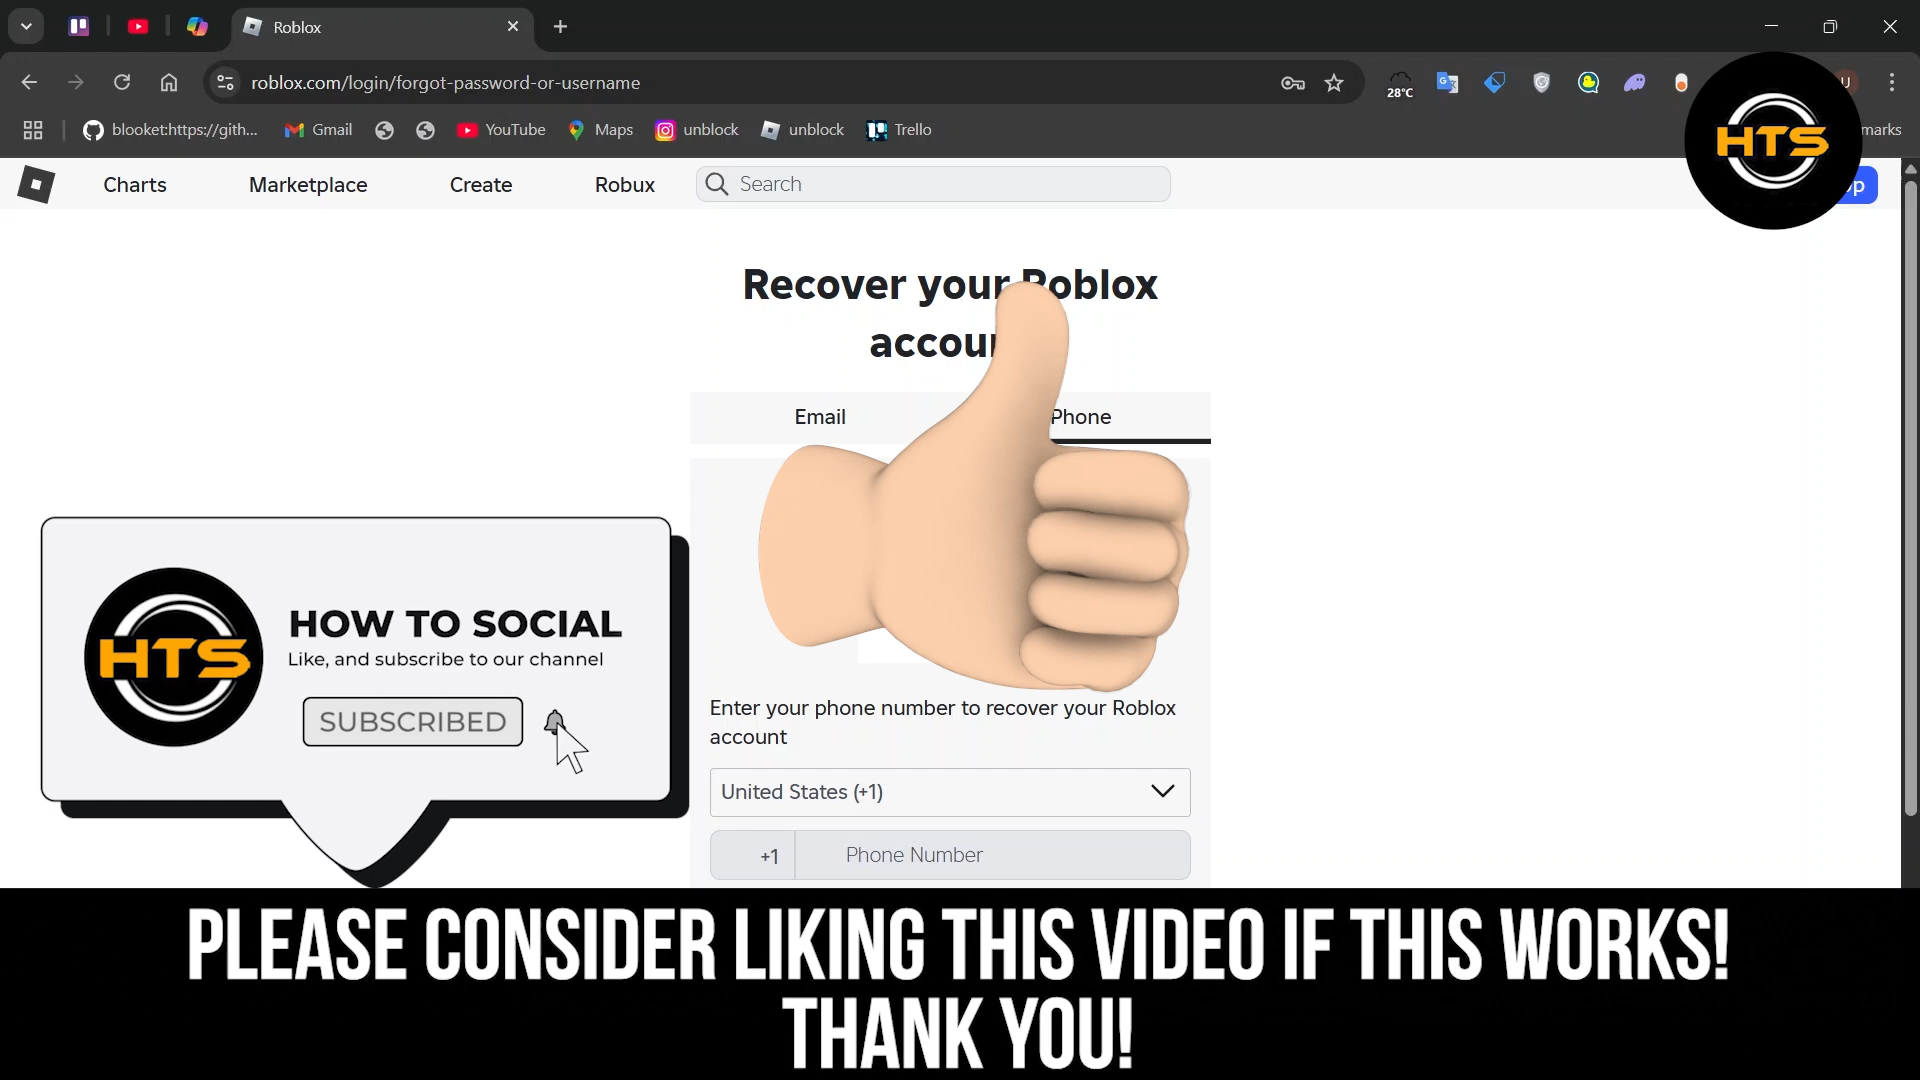 Roblox
roblox.com/login/forgot-password-or-username
28°C
U
blooket:https://gith...
Gmail
YouTube
Maps
unblock
unblock
Trello
marks
HTS
Charts
Marketplace
Create
Robux
Search
Recover your Roblox
Email
Phone
HTS
HOW TO SOCIAL
Like, and subscribe to our channel
SUBSCRIBED
Enter your phone number to recover your Roblox
account
United States (+1)
+1
Phone Number
PLEASE CONSIDER LIKING THIS VIDEO IF THIS WORKS!
THANK YOU!